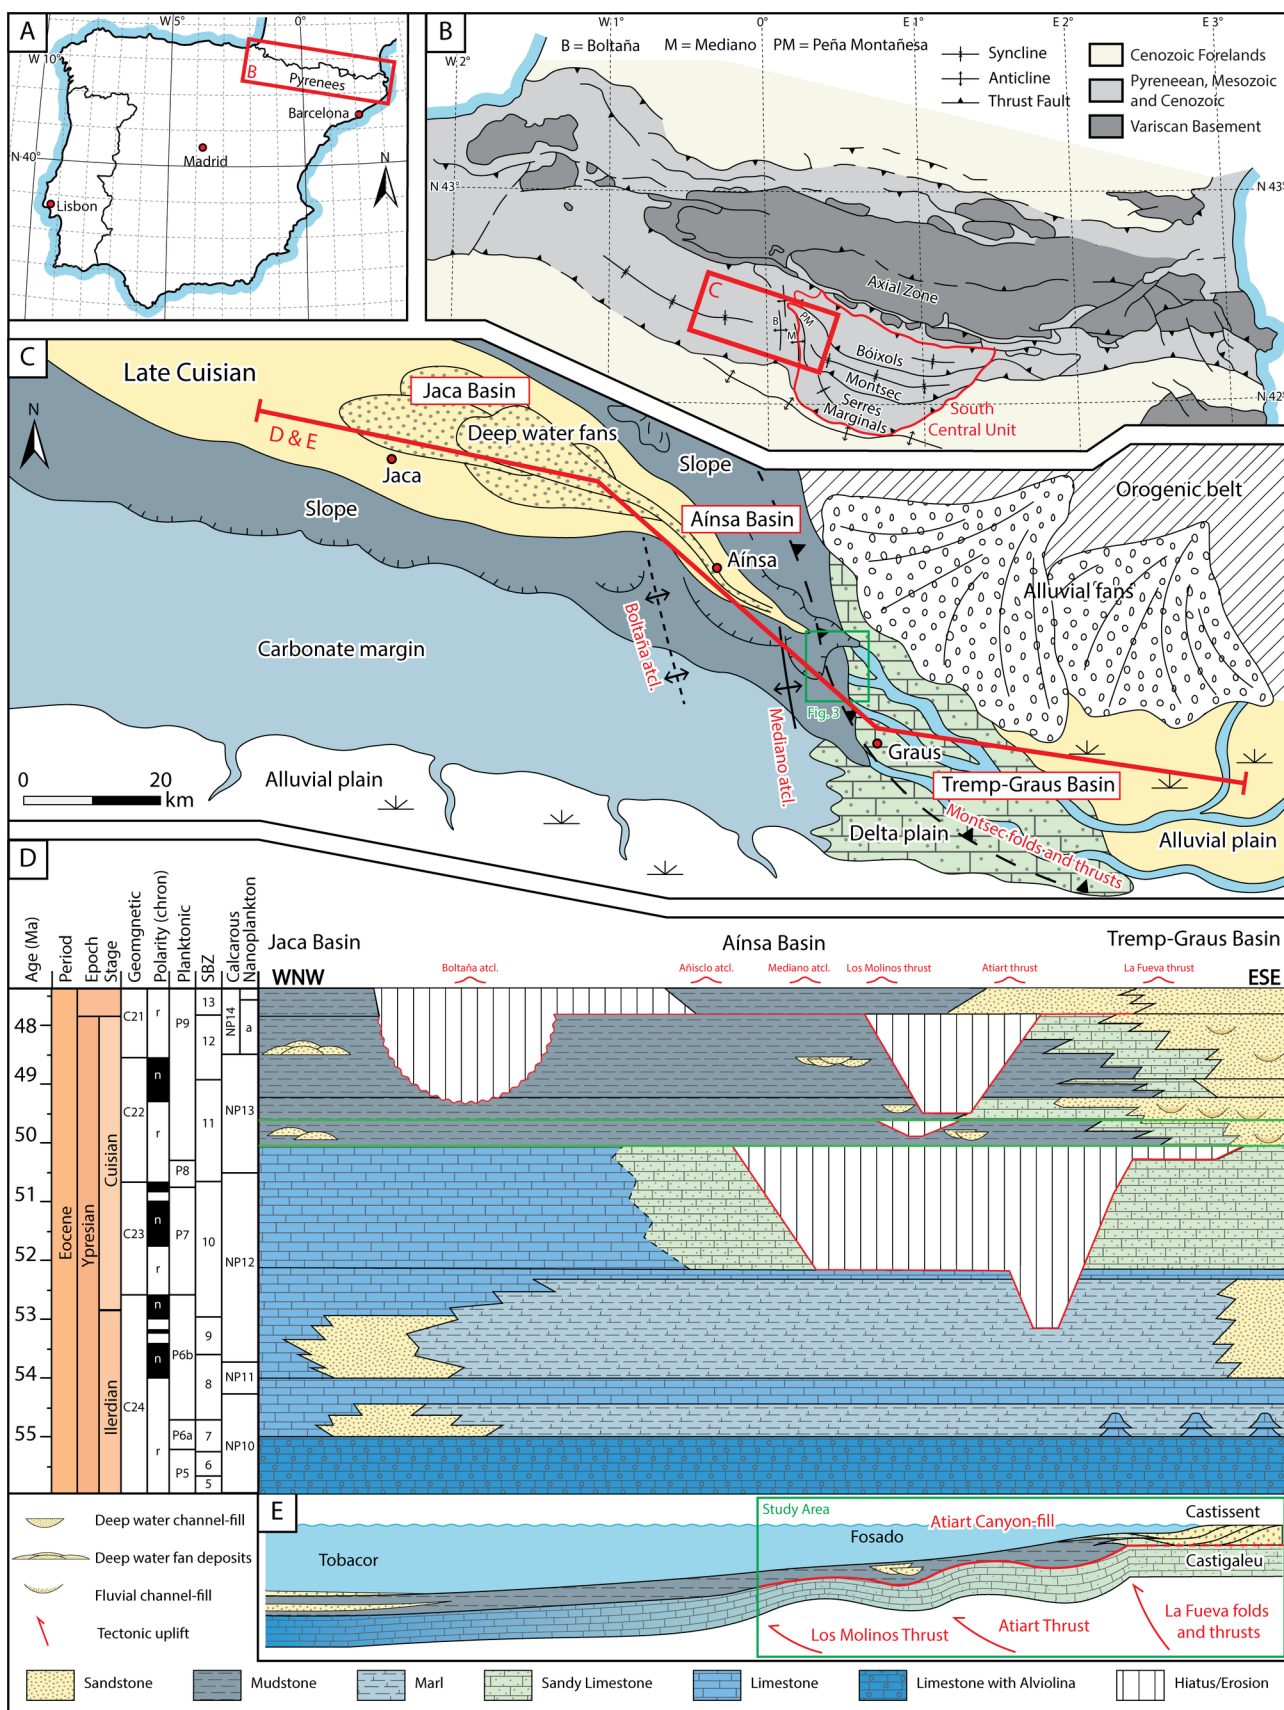 A
W 5°
0°
W 10°
B
Pyrenees
Barcelona
N 40°
Madrid
N
Lisbon
B
W 1°
0°
E 1°
E 2°
E 3°
W 2°
B = Boltaña
M = Mediano
PM = Peña Montañesa
Syncline
Anticline
Thrust Fault
Cenozoic Forelands
Pyreneean, Mesozoic
and Cenozoic
Variscan Basement
N 43°
N 43°
Axial Zone
C
PM
B
M
Bóixols
Montsec
Serres
Marginals
South
Central Unit
N 42°
C
Late Cuisian
N
Jaca Basin
D & E
Deep water fans
Jaca
Slope
Slope
Aínsa Basin
Aínsa
Orogenic belt
Alluvial fans
Boltaña atcl.
Carbonate margin
Fig. 3
Mediano atcl.
Graus
Tremp-Graus Basin
0
20
km
Alluvial plain
Delta plain
Montsec folds and thrusts
Alluvial plain
D
Age (Ma)
Period
Epoch
Stage
Geomgnetic
Polarity (chron)
Planktonic
SBZ
Calcarous
Nanoplankton
Jaca Basin
Aínsa Basin
Tremp-Graus Basin
WNW
Boltaña atcl.
Añisclo atcl.
Mediano atcl.
Los Molinos thrust
Atiart thrust
La Fueva thrust
ESE
48
49
50
51
52
53
54
55
Eocene
Ypresian
Cuisian
Ilerdian
C21
C22
C23
C24
r
n
r
n
r
n
n
r
P9
P8
P7
P6b
P6a
P5
13
12
11
10
9
8
7
6
5
NP14
a
NP13
NP12
NP11
NP10
Deep water channel-fill
Deep water fan deposits
Fluvial channel-fill
Tectonic uplift
E
Study Area
Tobacor
Fosado
Atiart Canyon-fill
Castissent
Castigaleu
Los Molinos Thrust
Atiart Thrust
La Fueva folds
and thrusts
Sandstone
Mudstone
Marl
Sandy Limestone
Limestone
Limestone with Alviolina
Hiatus/Erosion